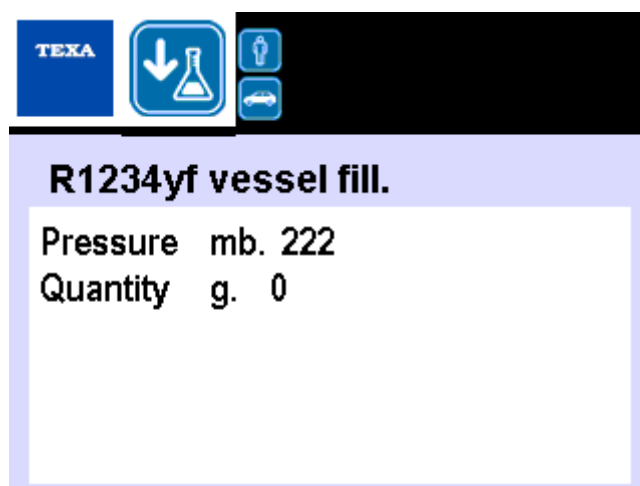 TEXA
R1234yf vessel fill.
Pressure mb. 222
Quantity g. 0